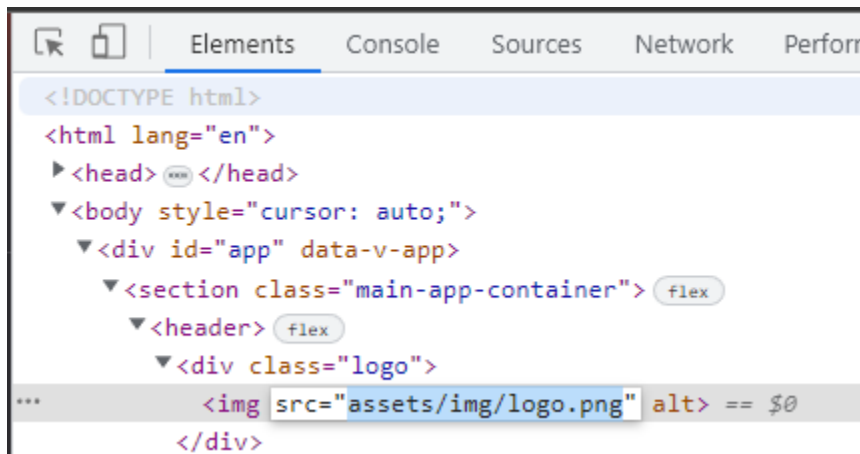 Elements Console Sources Network Perforr
<!DOCTYPE html>
<html lang="en">
<head> … </head>
<body style="cursor: auto;">
<div id="app" data-v-app>
<section class="main-app-container"> flex
<header> flex
<div class="logo">
... <img src="assets/img/logo.png" alt> == $0
</div>